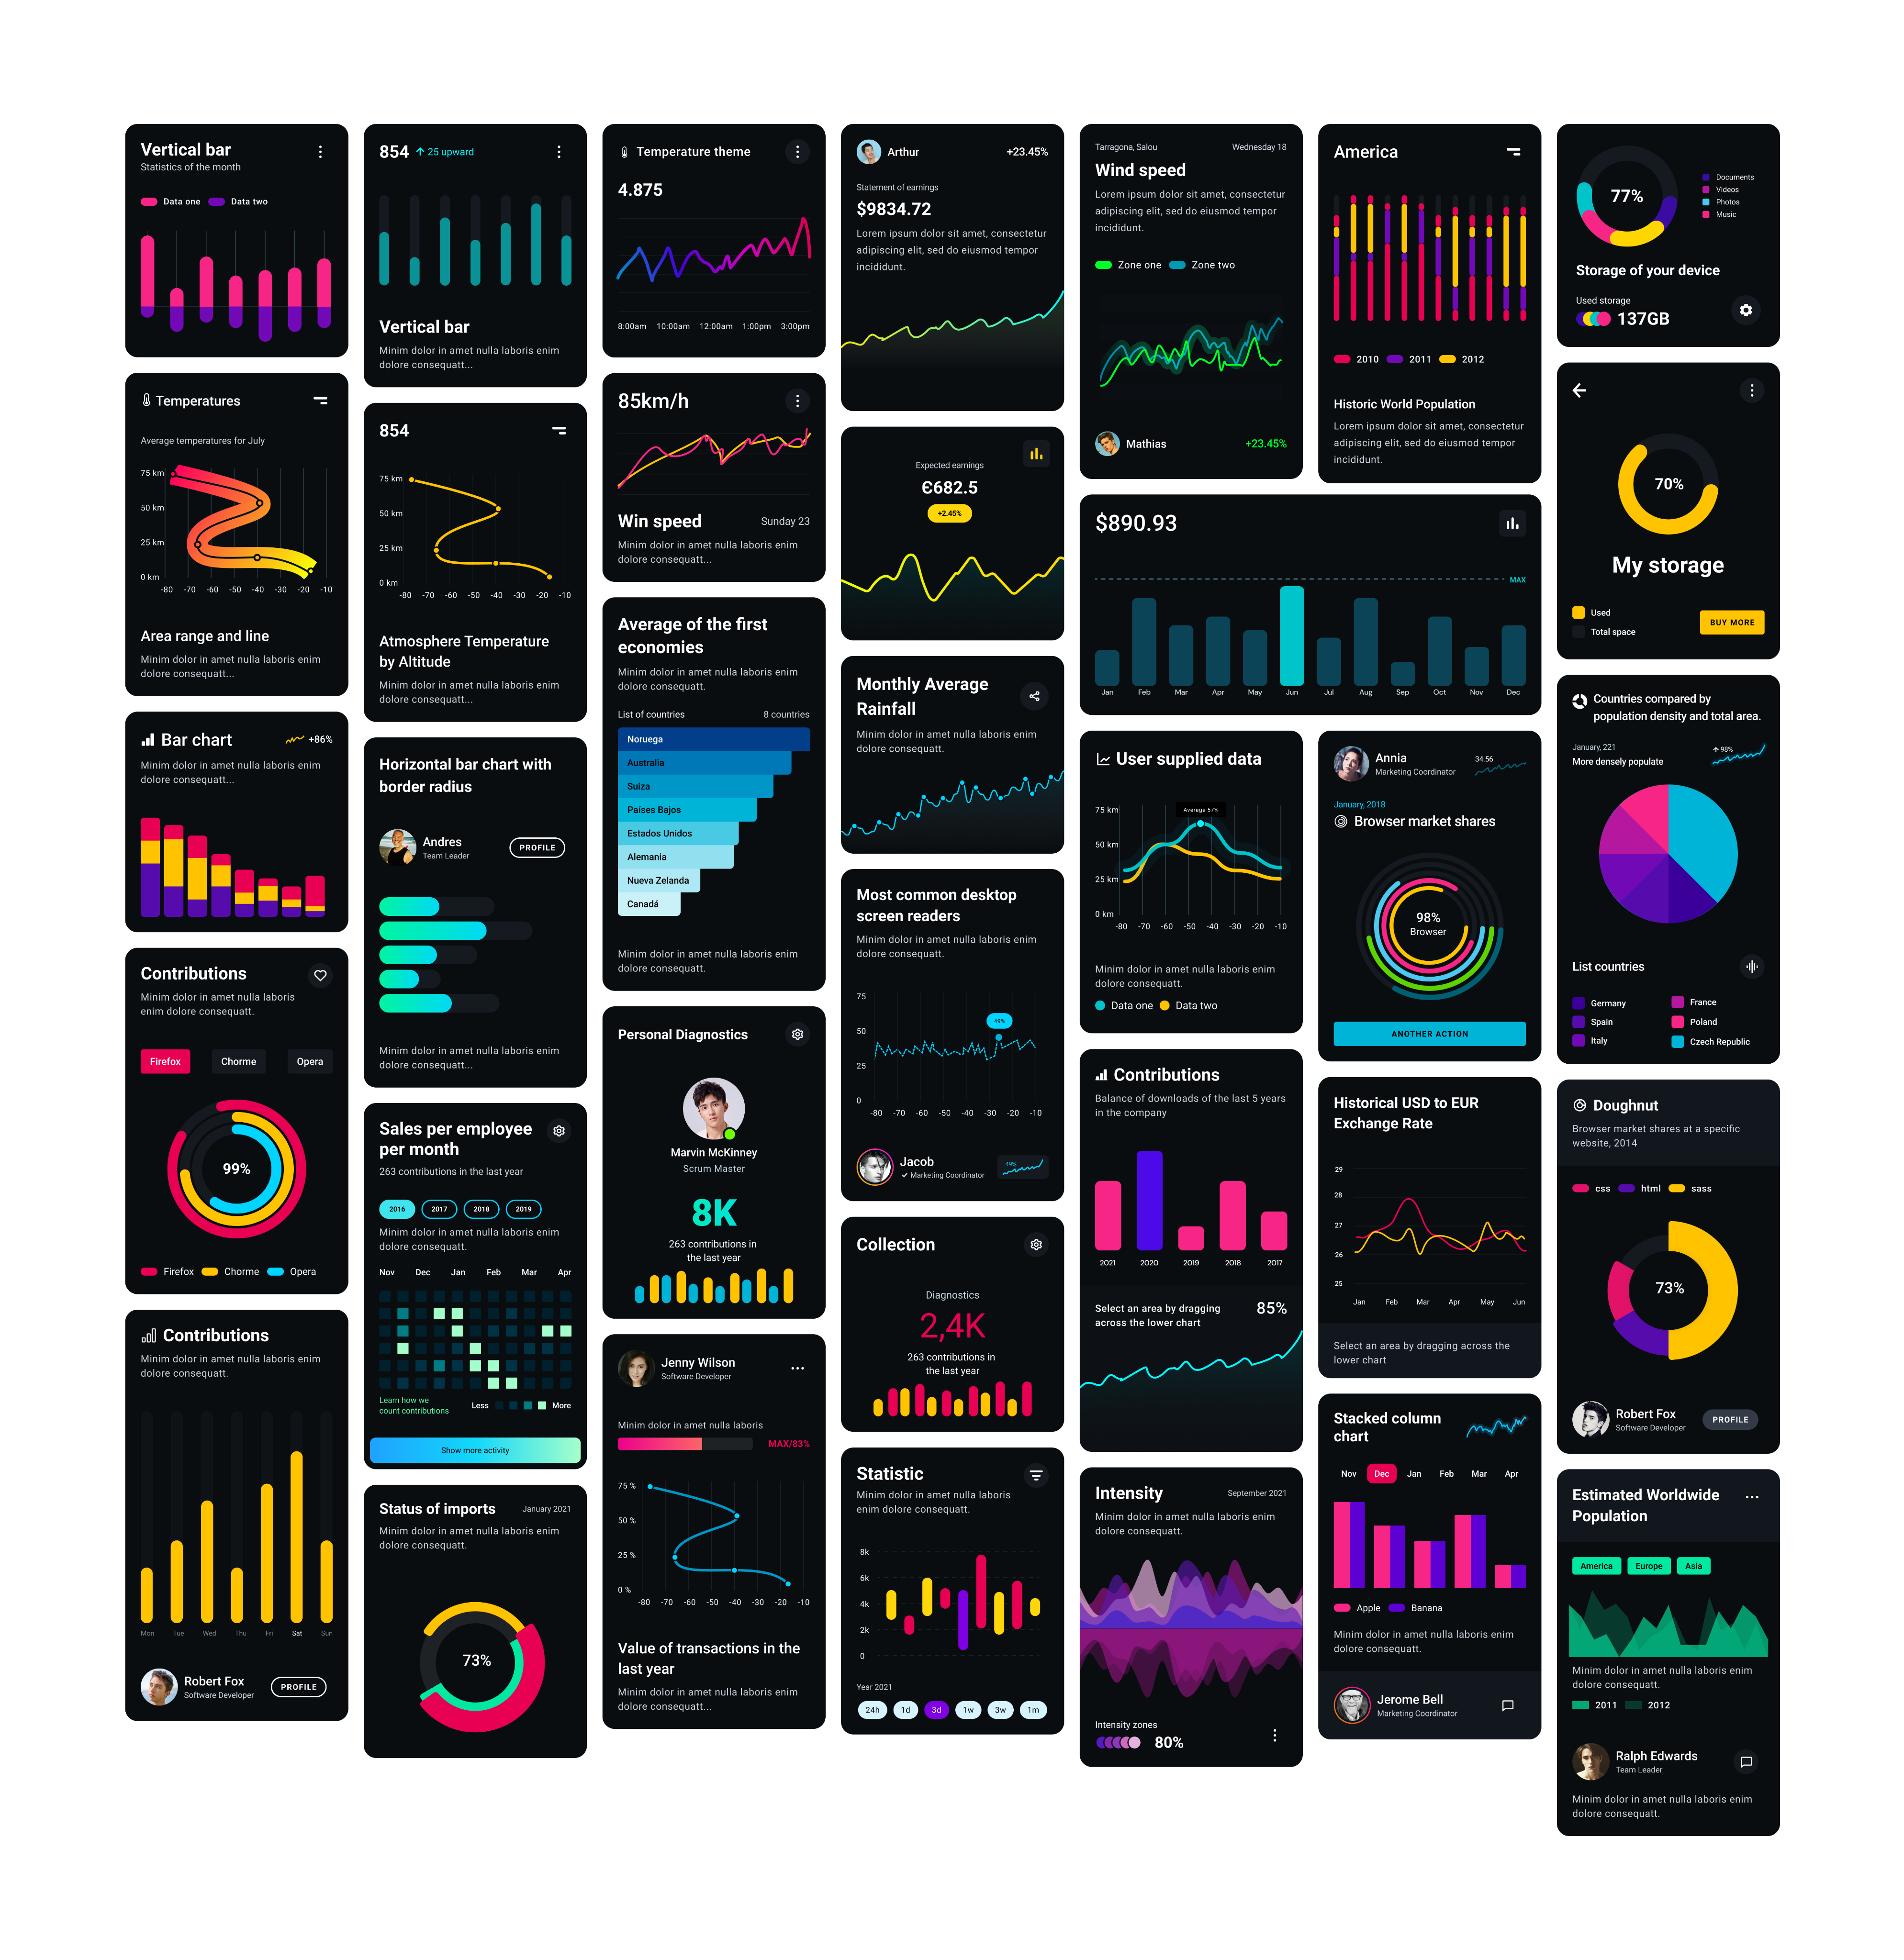 Vertical bar
Statistics of the month
Data one Data two
Temperatures
Average temperatures for July
75 km
50 km
25 km
0 km
-80 -70 -60 -50 -40 -30 -20 -10
Area range and line
Minim dolor in amet nulla laboris enim
dolore consequatt...
Bar chart +86%
Minim dolor in amet nulla laboris enim
dolore consequatt...
Contributions
Minim dolor in amet nulla laboris
enim dolore consequatt.
Firefox Chorme Opera
99%
Firefox Chorme Opera
Contributions
Minim dolor in amet nulla laboris enim
dolore consequatt.
Mon Tue Wed Thu Fri Sat Sun
Robert Fox
Software Developer
PROFILE
854 25 upward
Vertical bar
Minim dolor in amet nulla laboris enim
dolore consequatt...
854
75 km
50 km
25 km
0 km
-80 -70 -60 -50 -40 -30 -20 -10
Atmosphere Temperature
by Altitude
Minim dolor in amet nulla laboris enim
dolore consequatt...
Horizontal bar chart with
border radius
Andres
Team Leader
PROFILE
Minim dolor in amet nulla laboris enim
dolore consequatt...
Sales per employee
per month
263 contributions in the last year
2016 2017 2018 2019
Minim dolor in amet nulla laboris enim
dolore consequatt.
Nov Dec Jan Feb Mar Apr
Learn how we
count contributions
Less More
Show more activity
Status of imports January 2021
Minim dolor in amet nulla laboris enim
dolore consequatt.
73%
Temperature theme
4.875
8:00am 10:00am 12:00am 1:00pm 3:00pm
85km/h
Win speed Sunday 23
Minim dolor in amet nulla laboris enim
dolore consequatt...
Average of the first
economies
Minim dolor in amet nulla laboris enim
dolore consequatt.
List of countries 8 countries
Noruega
Australia
Suiza
Países Bajos
Estados Unidos
Alemania
Nueva Zelanda
Canadá
Minim dolor in amet nulla laboris enim
dolore consequatt.
Personal Diagnostics
Marvin McKinney
Scrum Master
8K
263 contributions in
the last year
Jenny Wilson
Software Developer
Minim dolor in amet nulla laboris
MAX/83%
75 %
50 %
25 %
0 %
-80 -70 -60 -50 -40 -30 -20 -10
Value of transactions in the
last year
Minim dolor in amet nulla laboris enim
dolore consequatt...
Arthur +23.45%
Statement of earnings
$9834.72
Lorem ipsum dolor sit amet, consectetur
adipiscing elit, sed do eiusmod tempor
incididunt.
Expected earnings
€682.5
+2.45%
Monthly Average
Rainfall
Minim dolor in amet nulla laboris enim
dolore consequatt.
Most common desktop
screen readers
Minim dolor in amet nulla laboris enim
dolore consequatt.
75
50
49%
25
0
-80 -70 -60 -50 -40 -30 -20 -10
Jacob
Marketing Coordinator
49%
Collection
Diagnostics
2,4K
263 contributions in
the last year
Statistic
Minim dolor in amet nulla laboris
enim dolore consequatt.
8k
6k
4k
2k
0
Year 2021
24h 1d 3d 1w 3w 1m
Tarragona, Salou Wednesday 18
Wind speed
Lorem ipsum dolor sit amet, consectetur
adipiscing elit, sed do eiusmod tempor
incididunt.
Zone one Zone two
Mathias +23.45%
America
2010 2011 2012
Historic World Population
Lorem ipsum dolor sit amet, consectetur
adipiscing elit, sed do eiusmod tempor
incididunt.
$890.93
MAX
Jan Feb Mar Apr May Jun Jul Aug Sep Oct Nov Dec
User supplied data
Average 57%
75 km
50 km
25 km
0 km
-80 -70 -60 -50 -40 -30 -20 -10
Minim dolor in amet nulla laboris enim
dolore consequatt.
Data one Data two
Contributions
Balance of downloads of the last 5 years
in the company
2021 2020 2019 2018 2017
Select an area by dragging
across the lower chart
85%
Intensity September 2021
Minim dolor in amet nulla laboris enim
dolore consequatt.
Intensity zones
80%
Annia
Marketing Coordinator
34.56
January, 2018
Browser market shares
98%
Browser
ANOTHER ACTION
Historical USD to EUR
Exchange Rate
29
28
27
26
25
Jan Feb Mar Apr May Jun
Select an area by dragging across the
lower chart
Stacked column
chart
Nov Dec Jan Feb Mar Apr
Apple Banana
Minim dolor in amet nulla laboris enim
dolore consequatt.
Jerome Bell
Marketing Coordinator
77%
Documents
Videos
Photos
Music
Storage of your device
Used storage
137GB
70%
My storage
Used
Total space
BUY MORE
Countries compared by
population density and total area.
January, 221
More densely populate
98%
List countries
Germany France
Spain Poland
Italy Czech Republic
Doughnut
Browser market shares at a specific
website, 2014
css html sass
73%
Robert Fox
Software Developer
PROFILE
Estimated Worldwide
Population
America Europe Asia
Minim dolor in amet nulla laboris enim
dolore consequatt.
2011 2012
Ralph Edwards
Team Leader
Minim dolor in amet nulla laboris enim
dolore consequatt.